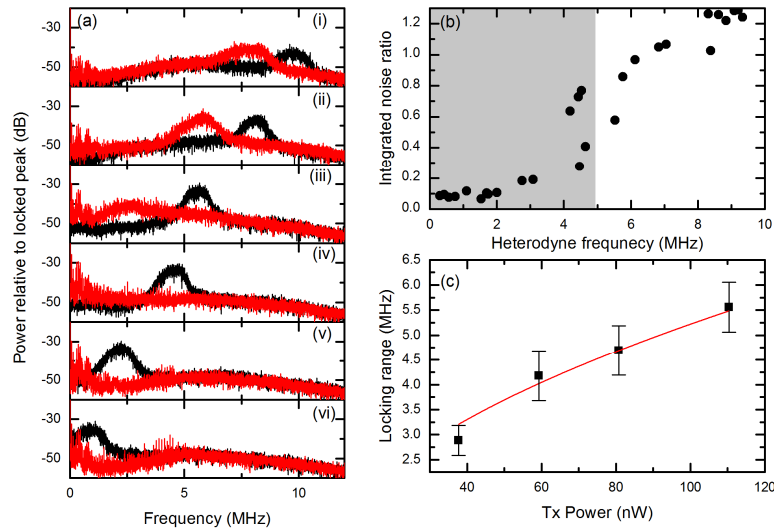 (a)
(i)
(ii)
(iii)
(iv)
(v)
(vi)
-30
-50
-30
-50
-30
-50
-30
-50
-30
-50
-30
-50
0
5
10
Power relative to locked peak (dB)
Frequency (MHz)
(b)
1.2
1.0
0.8
0.6
0.4
0.2
0.0
0
2
4
6
8
10
Integrated noise ratio
Heterodyne frequnecy (MHz)
(c)
6.5
6.0
5.5
5.0
4.5
4.0
3.5
3.0
2.5
40
60
80
100
120
Locking range (MHz)
Tx Power (nW)